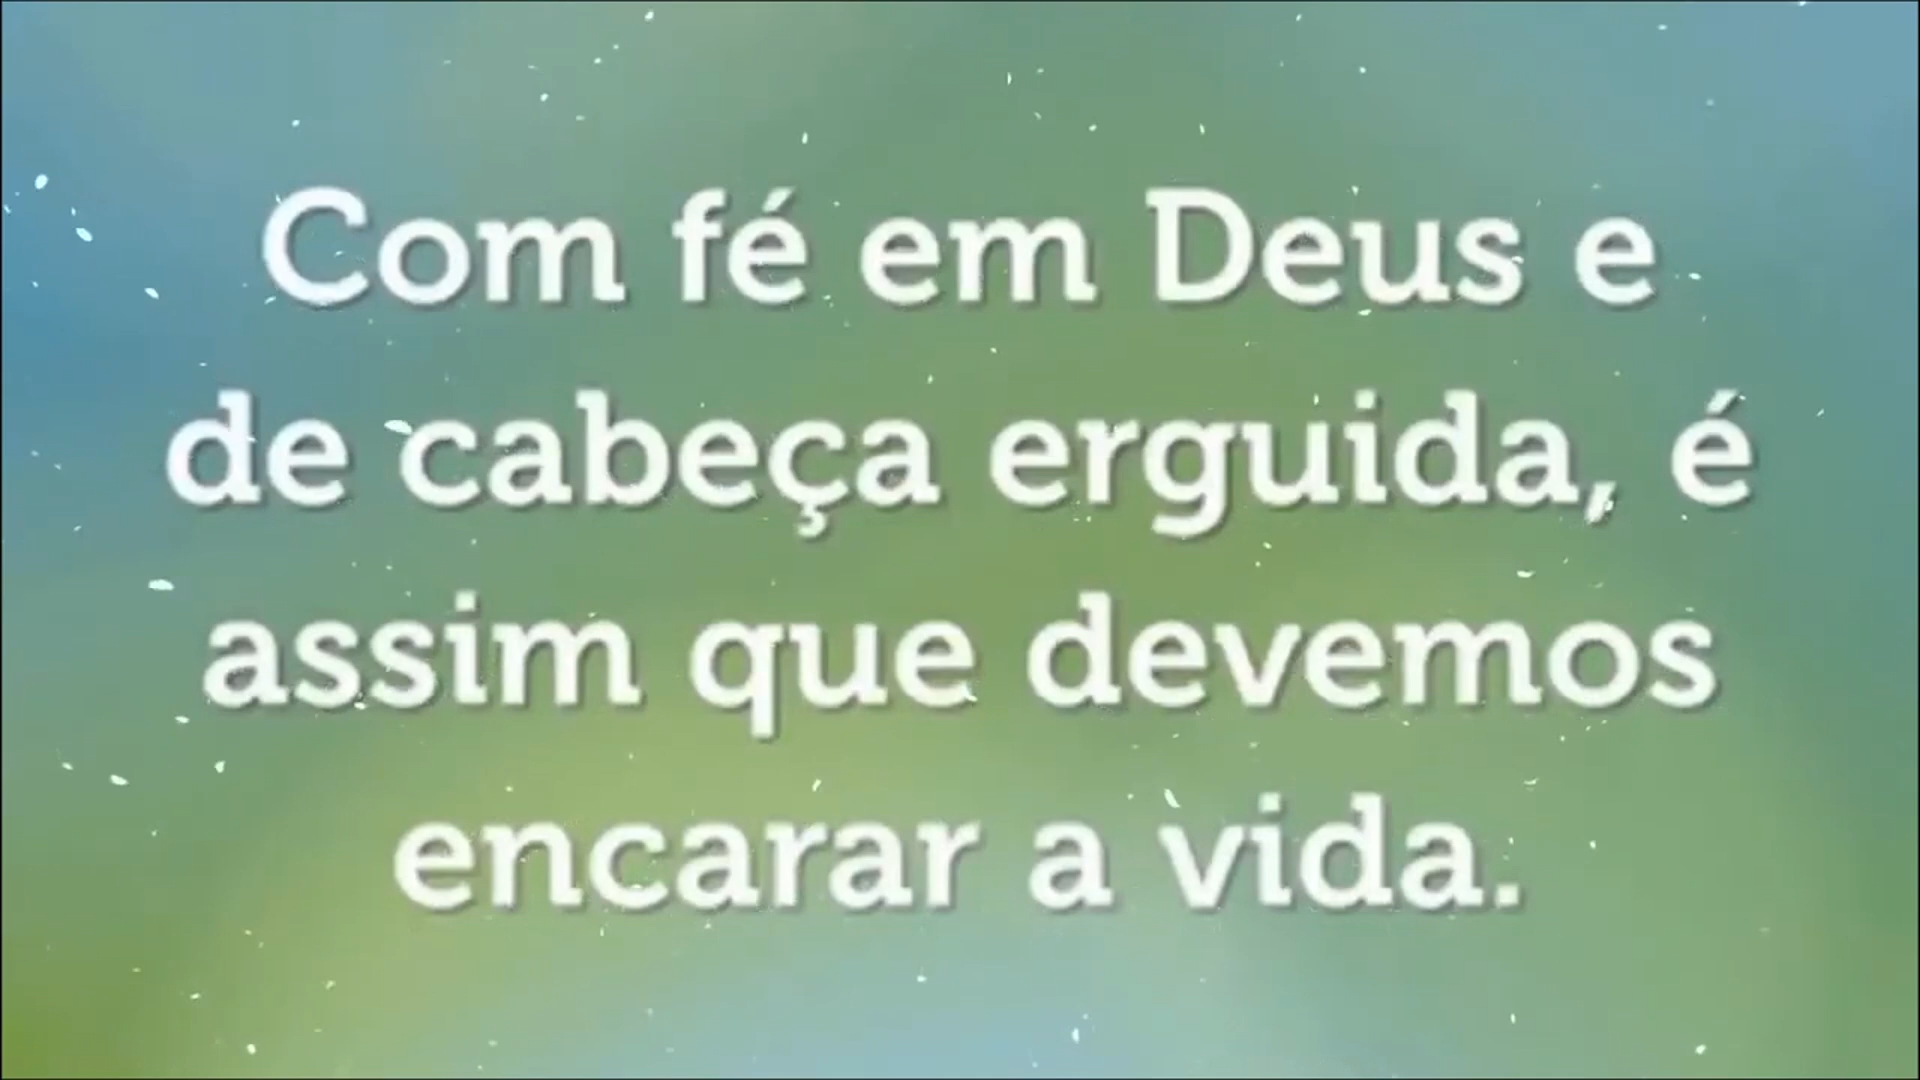 Com fé em Deus e
de cabeça erguida, é
assim que devemos
encarar a vida.